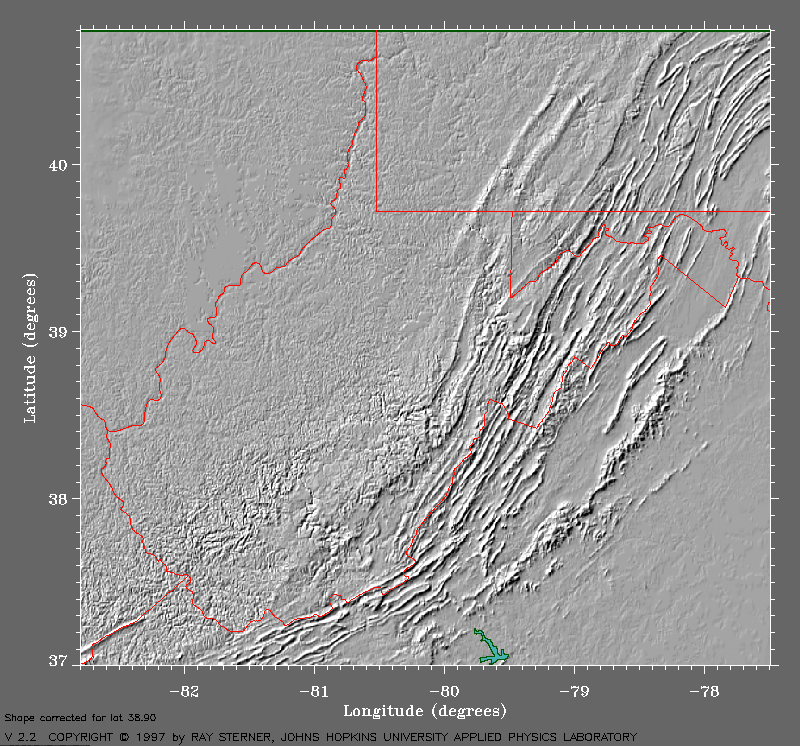 40
39
38
37
Latitude (degrees)
-82
-81
-80
-79
-78
Longitude (degrees)
Shape corrected for lat 38.90
V 2.2 COPYRIGHT © 1997 by RAY STERNER, JOHNS HOPKINS UNIVERSITY APPLIED PHYSICS LABORATORY